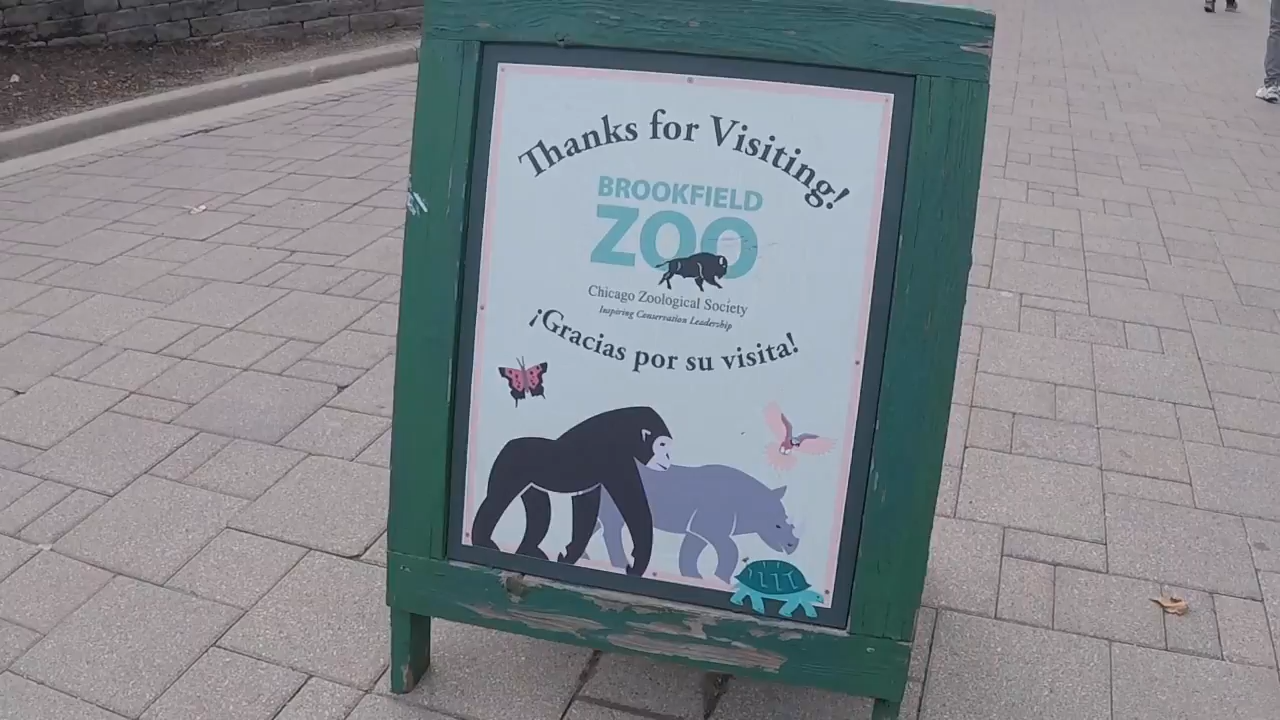 Thanks for Visiting!
BROOKFIELD
ZOO
Chicago Zoological Society
Inspiring Conservation Leadership
¡Gracias por su visita!